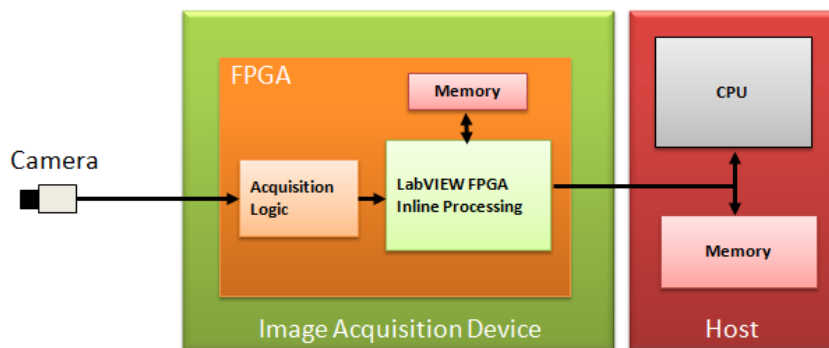 FPGA
Memory
CPU
Camera
Acquisition
Logic
LabVIEW FPGA
Inline Processing
Memory
Image Acquisition Device
Host